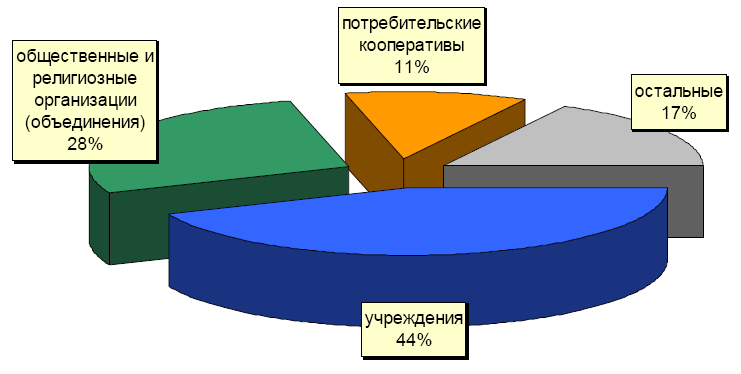 потребительские
кооперативы
11%
общественные и
религиозные
организации
(объединения)
28%
остальные
17%
учреждения
44%